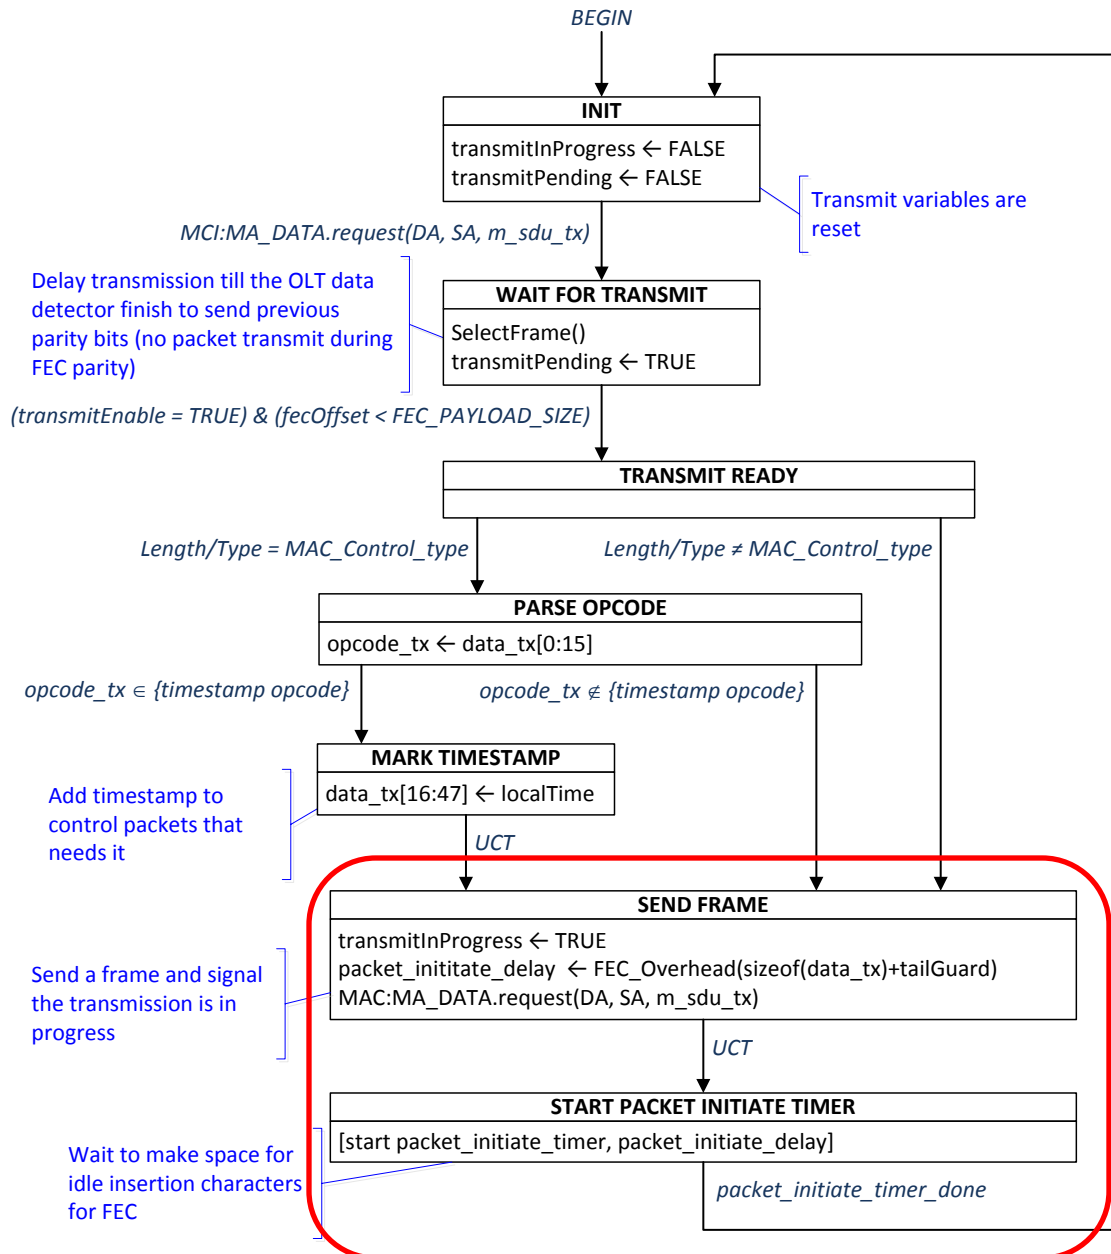 BEGIN
INIT
transmitInProgress ← FALSE
transmitPending ← FALSE
Transmit variables are
reset
MCI:MA_DATA.request(DA, SA, m_sdu_tx)
Delay transmission till the OLT data
detector finish to send previous
parity bits (no packet transmit during
FEC parity)
WAIT FOR TRANSMIT
SelectFrame()
transmitPending ← TRUE
(transmitEnable = TRUE) & (fecOffset < FEC_PAYLOAD_SIZE)
TRANSMIT READY
Length/Type = MAC_Control_type
Length/Type ≠ MAC_Control_type
PARSE OPCODE
opcode_tx ← data_tx[0:15]
opcode_tx ∈ {timestamp opcode}
opcode_tx ∉ {timestamp opcode}
MARK TIMESTAMP
data_tx[16:47] ← localTime
Add timestamp to
control packets that
needs it
UCT
SEND FRAME
transmitInProgress ← TRUE
packet_inititate_delay ← FEC_Overhead(sizeof(data_tx)+tailGuard)
MAC:MA_DATA.request(DA, SA, m_sdu_tx)
Send a frame and signal
the transmission is in
progress
UCT
START PACKET INITIATE TIMER
[start packet_initiate_timer, packet_initiate_delay]
Wait to make space for
idle insertion characters
for FEC
packet_initiate_timer_done